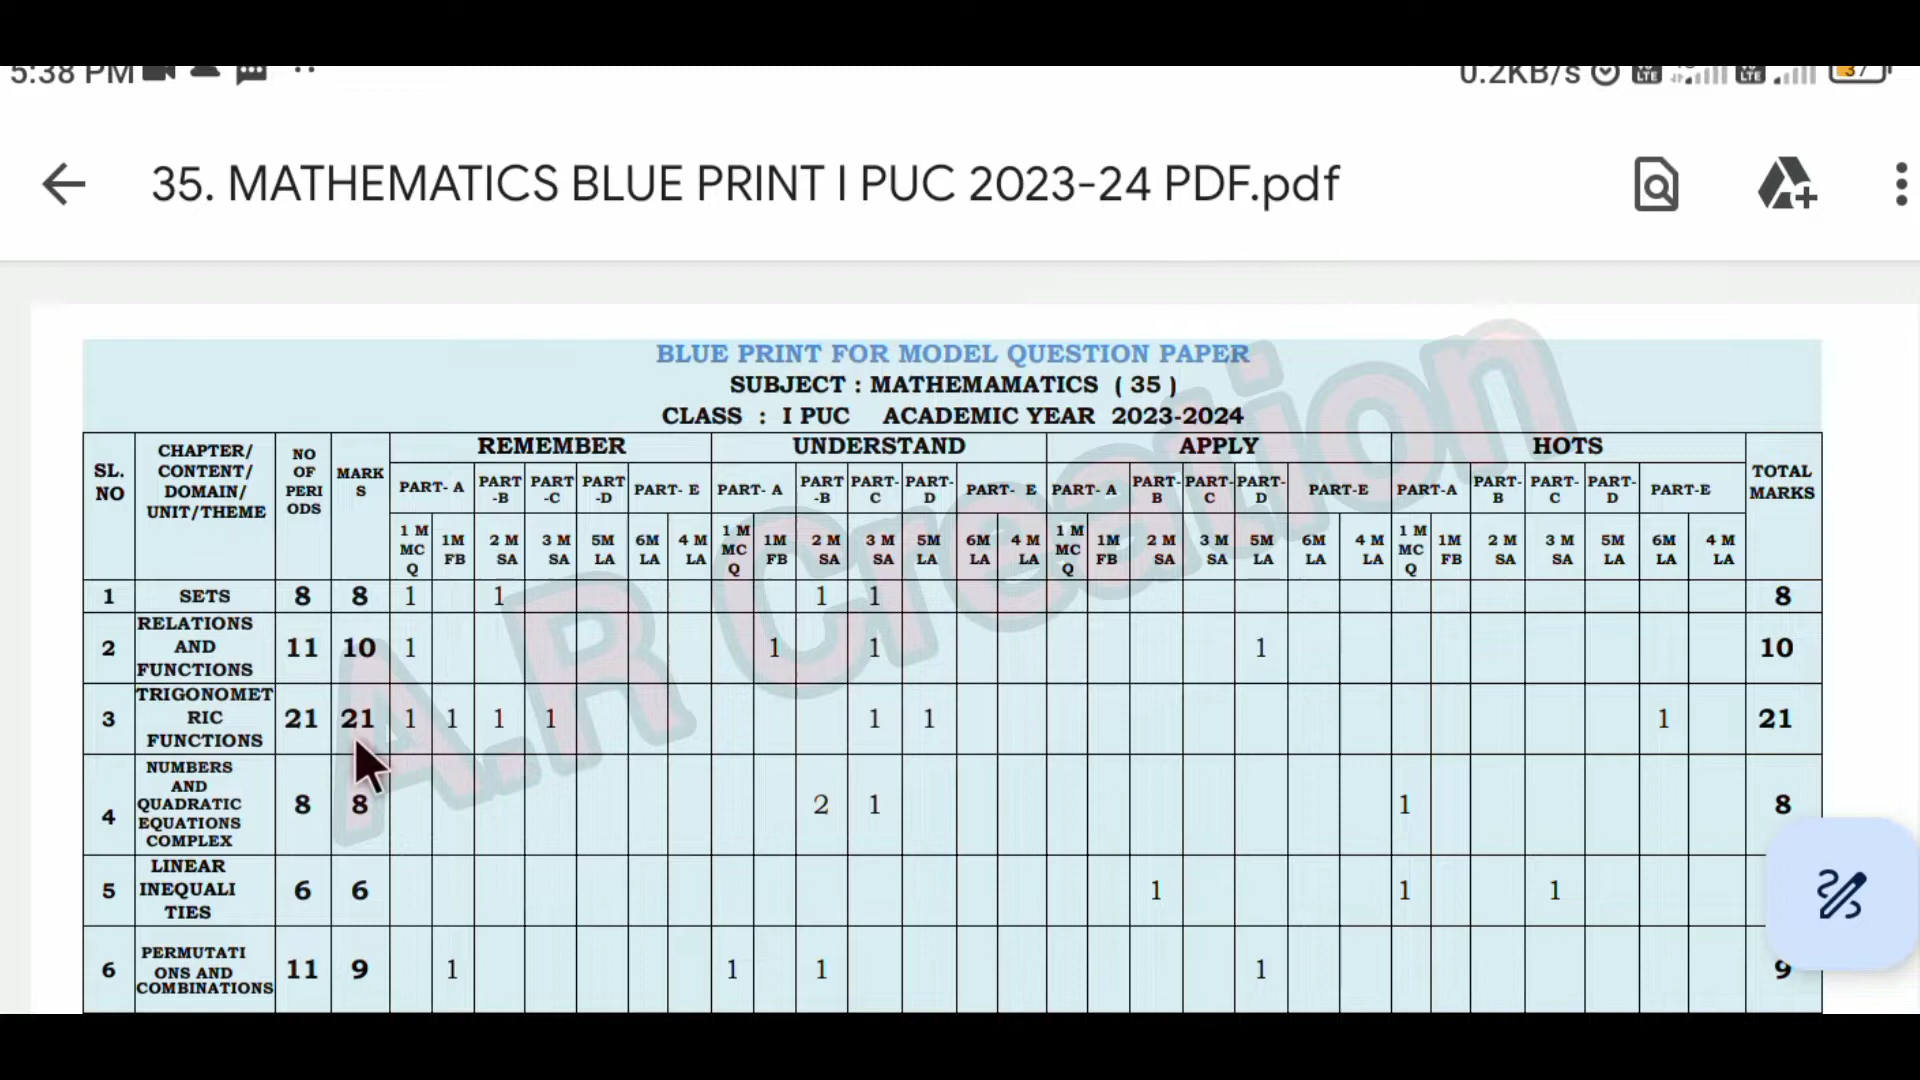 5:38 PM
0.2KB/s
37
35. MATHEMATICS BLUE PRINT I PUC 2023-24 PDF.pdf
BLUE PRINT FOR MODEL QUESTION PAPER
SUBJECT : MATHEMAMATICS ( 35 )
CLASS : I PUC ACADEMIC YEAR 2023-2024
SL. NO CHAPTER/ CONTENT/ DOMAIN/ UNIT/THEME NO OF PERI ODS MARK S REMEMBER UNDERSTAND APPLY HOTS TOTAL MARKS
PART- A PART -B PART -C PART -D PART- E PART- A PART -B PART- C PART- D PART- E PART- A PART- B PART- C PART- D PART-E PART-A PART- B PART- C PART- D PART-E
1 M MC Q 1M FB 2 M SA 3 M SA 5M LA 6M LA 4 M LA 1 M MC Q 1M FB 2 M SA 3 M SA 5M LA 6M LA 4 M LA 1 M MC Q 1M FB 2 M SA 3 M SA 5M LA 6M LA 4 M LA 1 M MC Q 1M FB 2 M SA 3 M SA 5M LA 6M LA 4 M LA
1 SETS 8 8 1 1 1 1 8
2 RELATIONS AND FUNCTIONS 11 10 1 1 1 1 10
3 TRIGONOMET RIC FUNCTIONS 21 21 1 1 1 1 1 1 1 21
4 NUMBERS AND QUADRATIC EQUATIONS COMPLEX 8 8 2 1 1 8
5 LINEAR INEQUALI TIES 6 6 1 1 1
6 PERMUTATI ONS AND COMBINATIONS 11 9 1 1 1 1 9
A.R Creation